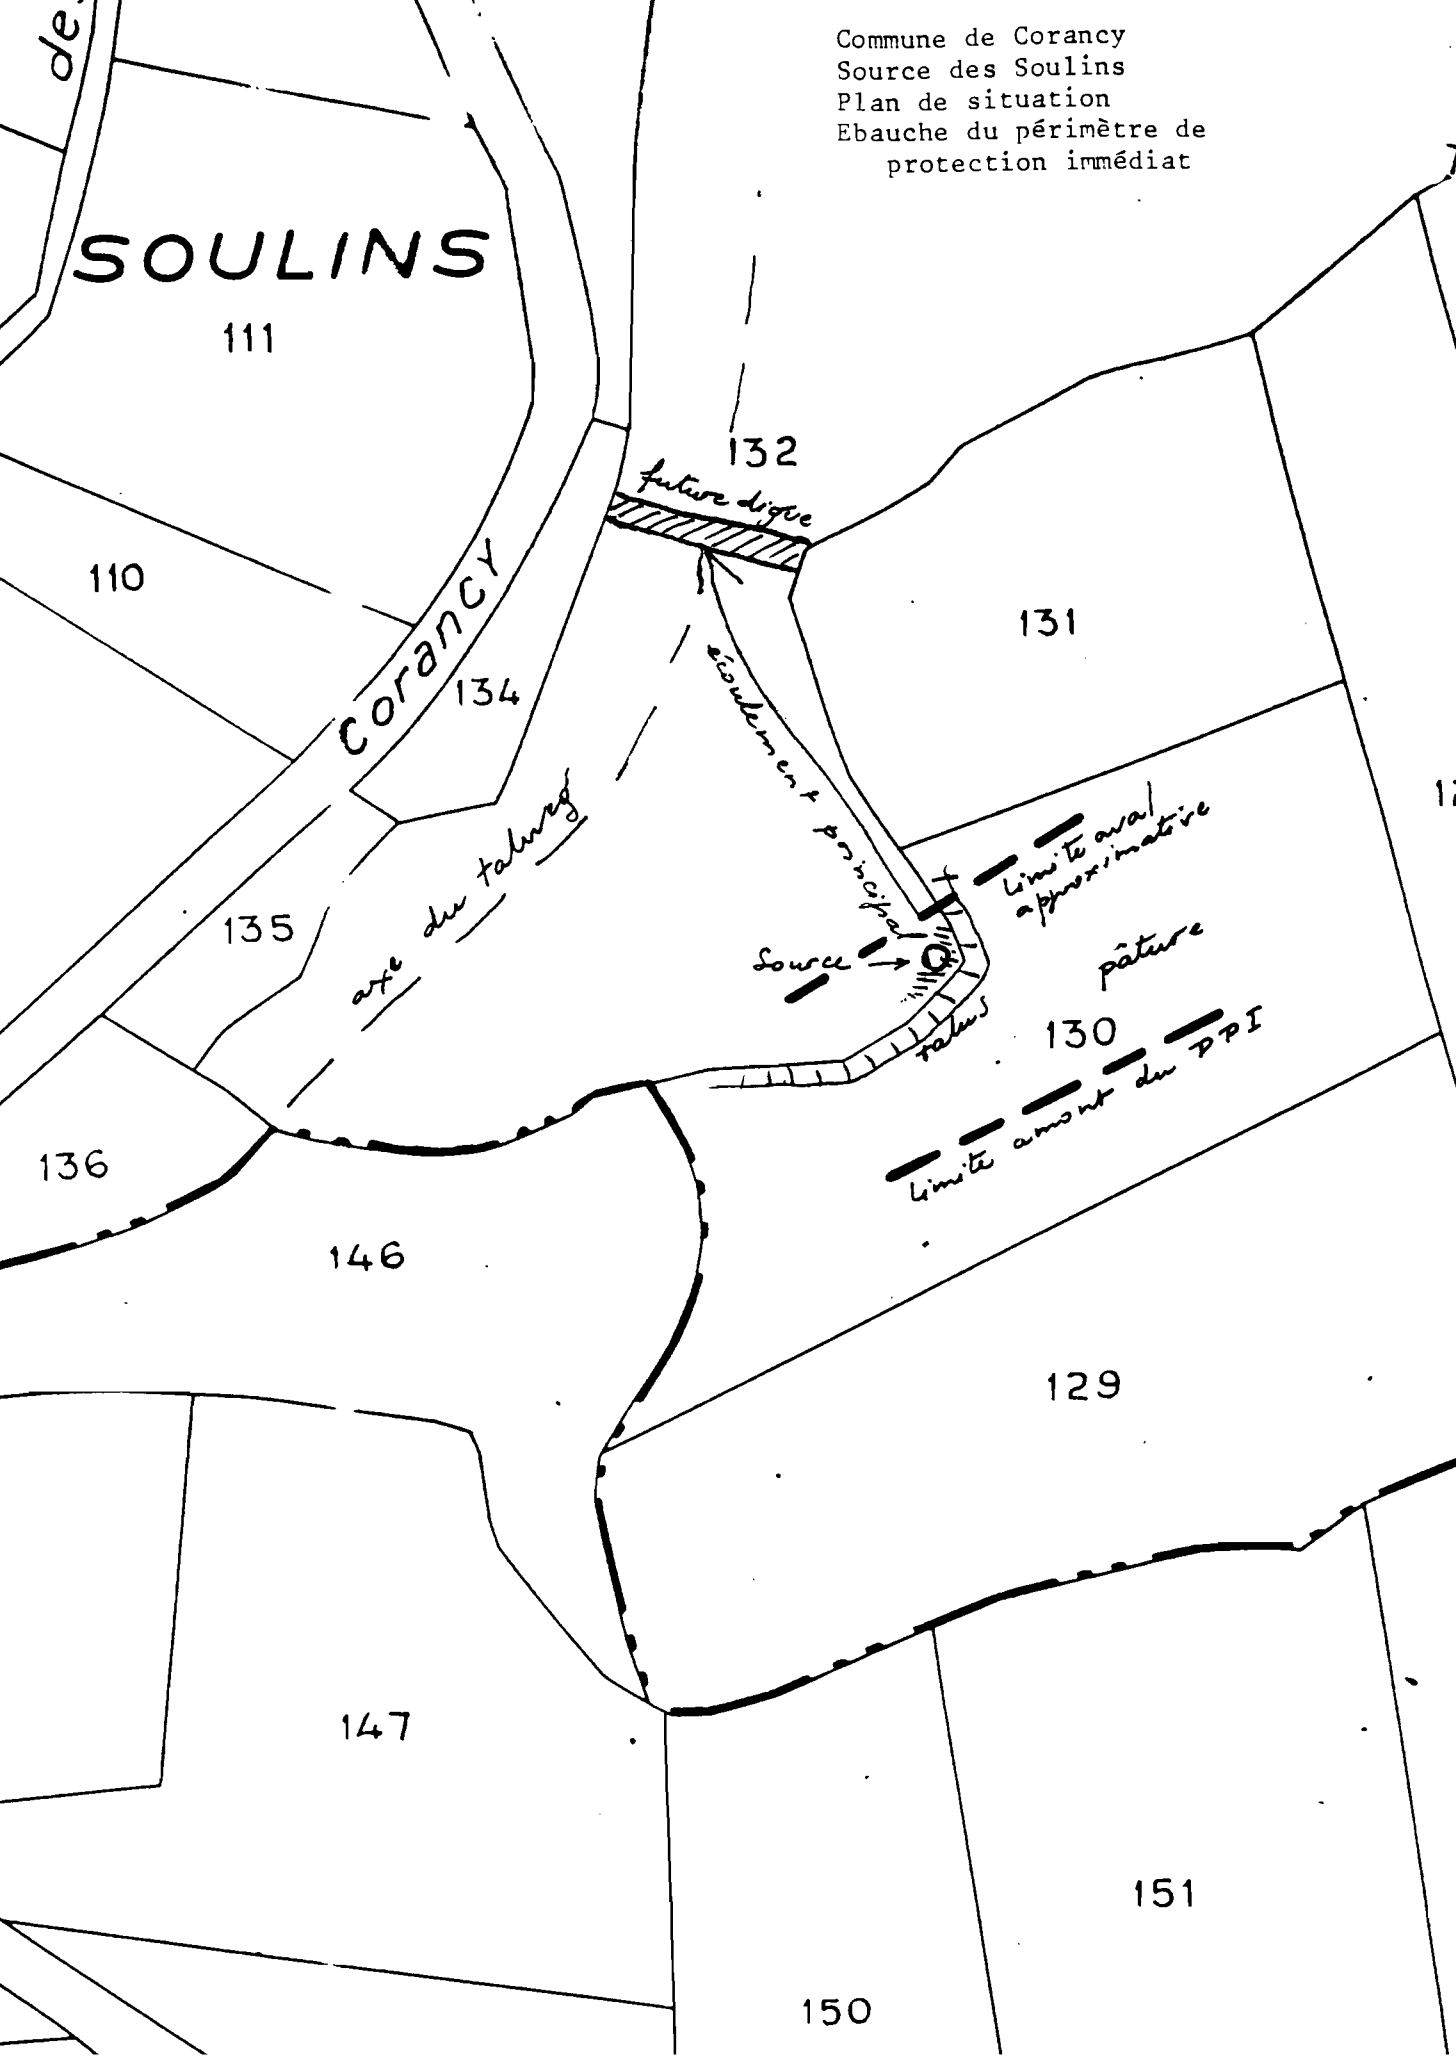 Commune de Corancy
Source des Soulins
Plan de situation
Ebauche du périmètre de
protection immédiat
SOULINS
111
132
future digue
110
CorancY
131
134
écoulement principal
axe du talweg
Limite aval
approximative
135
Source
pâture
talus
130
Limite amont du PPI
136
146
129
147
151
150